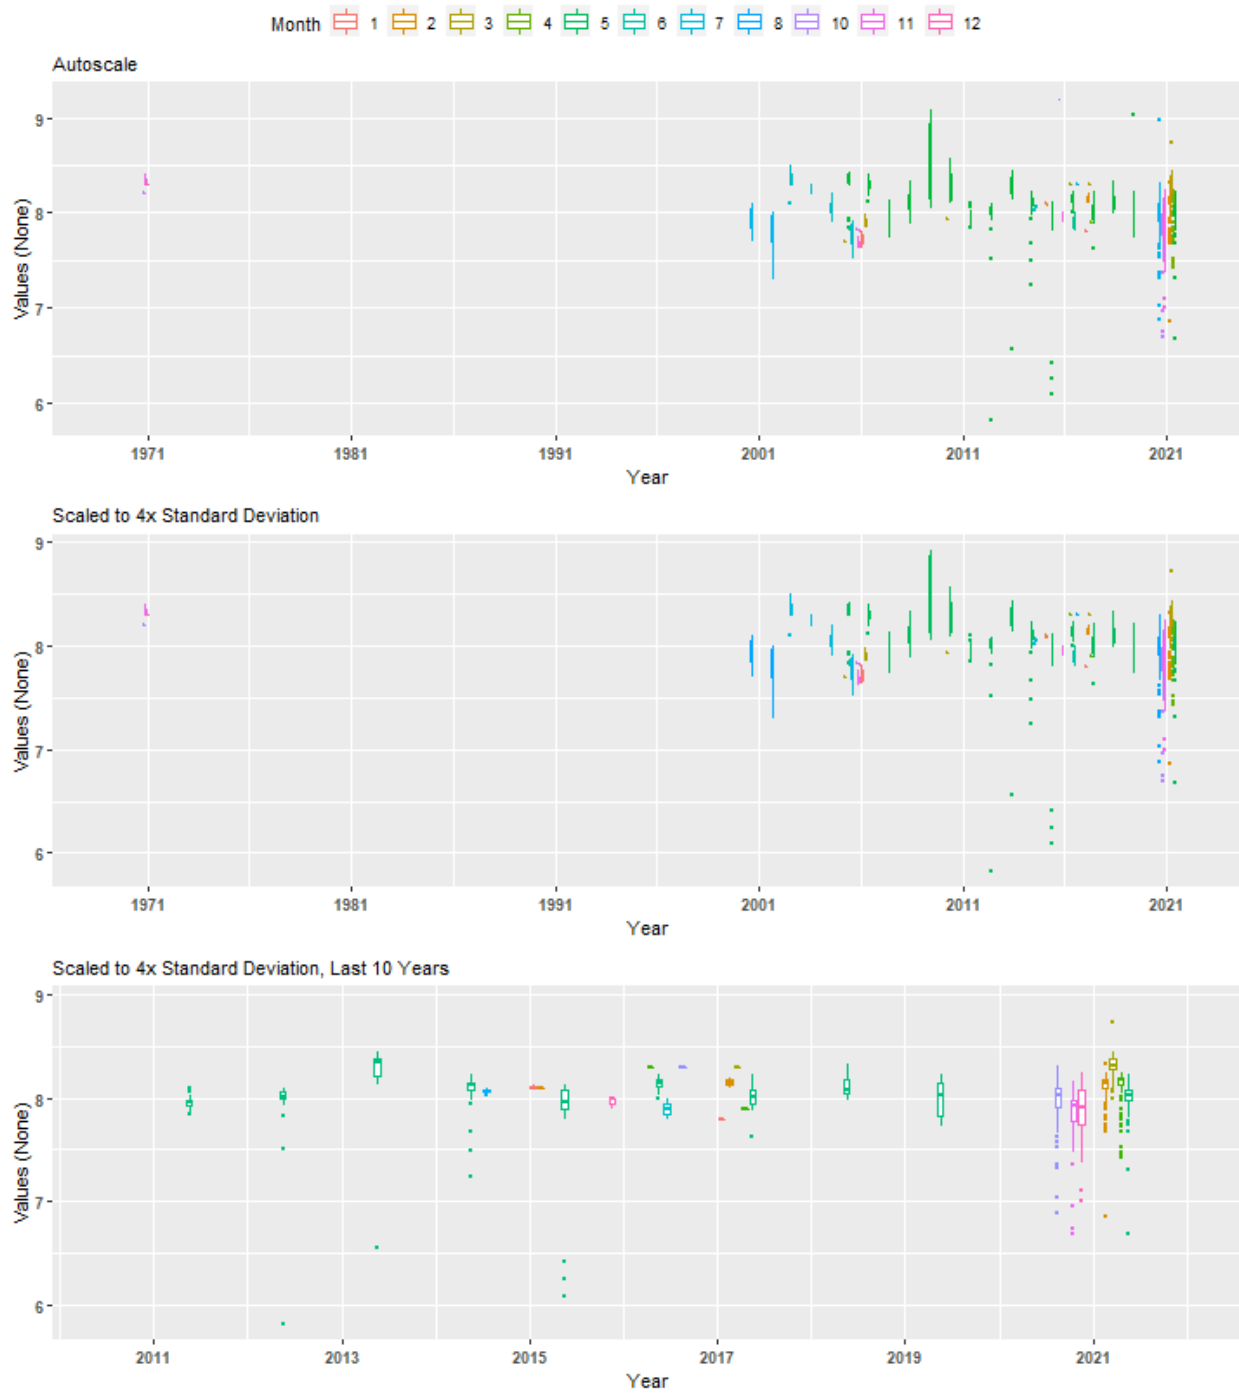 Month 1 2 3 4 5 6 7 8 10 11 12
Autoscale
9
8
7
6
Values (None)
1971 1981 1991 2001 2011 2021
Year
Scaled to 4x Standard Deviation
9
8
7
6
Values (None)
1971 1981 1991 2001 2011 2021
Year
Scaled to 4x Standard Deviation, Last 10 Years
9
8
7
6
Values (None)
2011 2013 2015 2017 2019 2021
Year